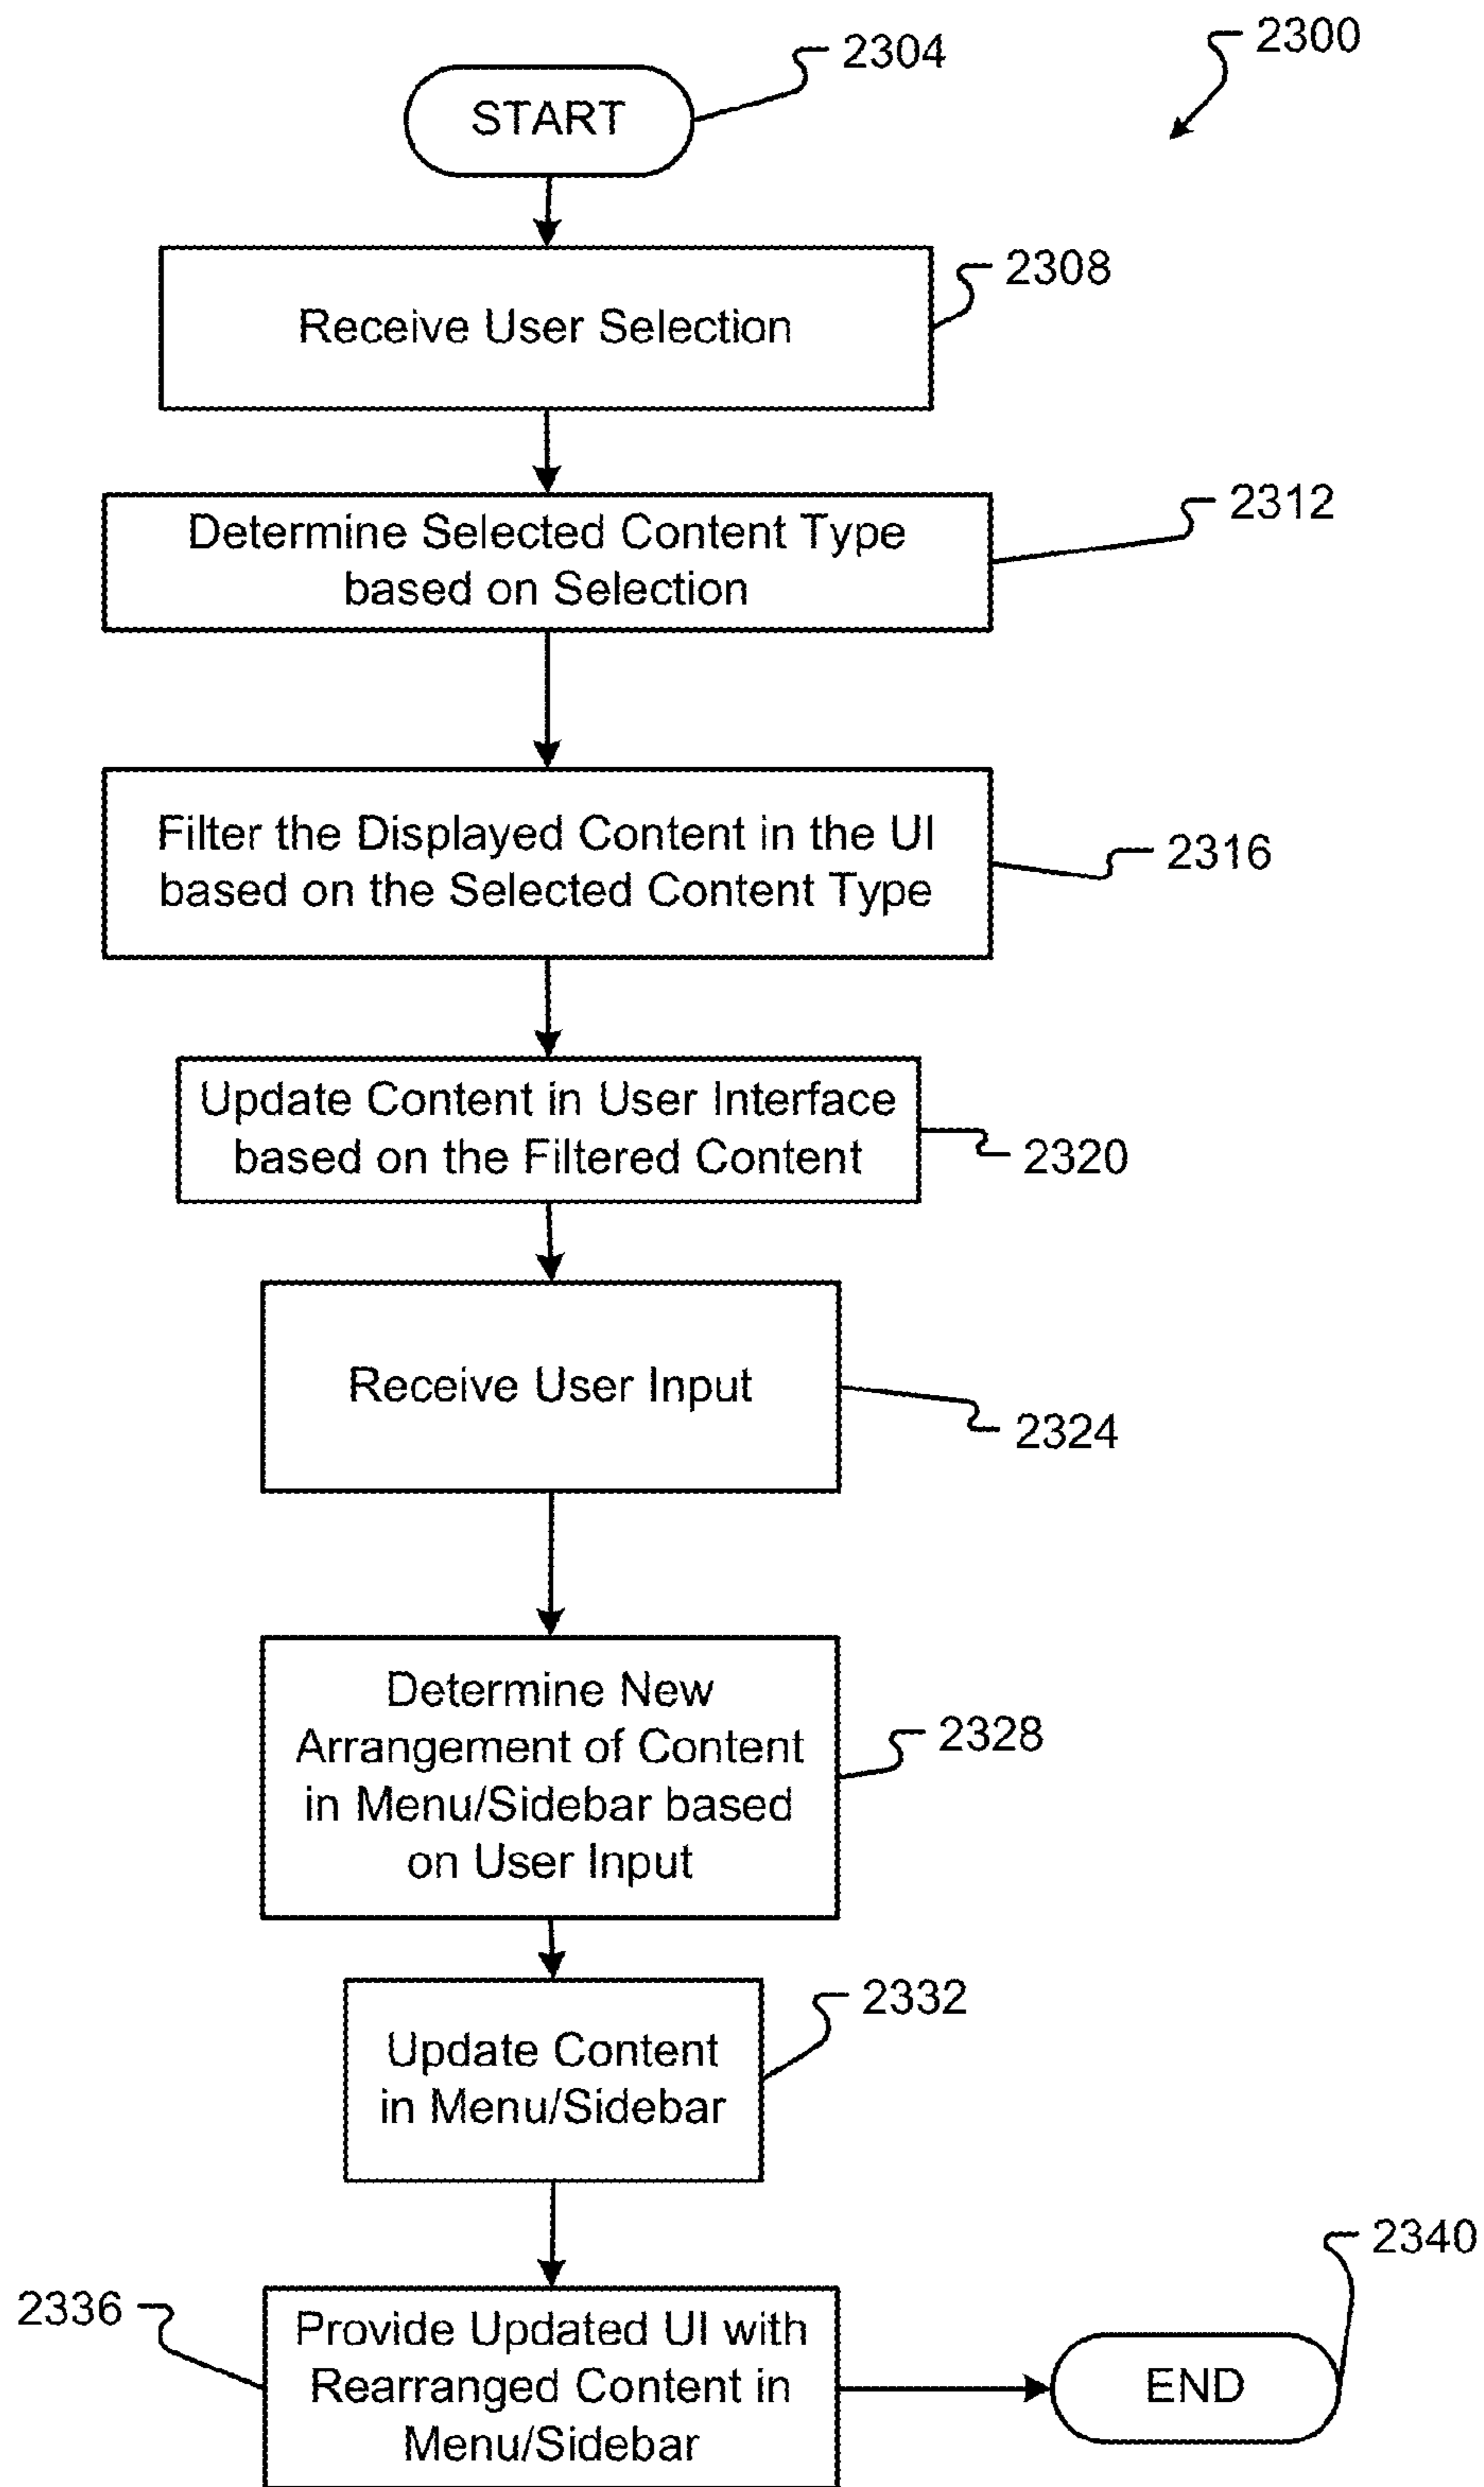 2300
2304
START
2308
Receive User Selection
2312
Determine Selected Content Type
based on Selection
Filter the Displayed Content in the UI
based on the Selected Content Type
2316
Update Content in User Interface
based on the Filtered Content
2320
Receive User Input
2324
Determine New
Arrangement of Content
in Menu/Sidebar based
on User Input
2328
2332
Update Content
in Menu/Sidebar
2340
2336
Provide Updated UI with
Rearranged Content in
Menu/Sidebar
END